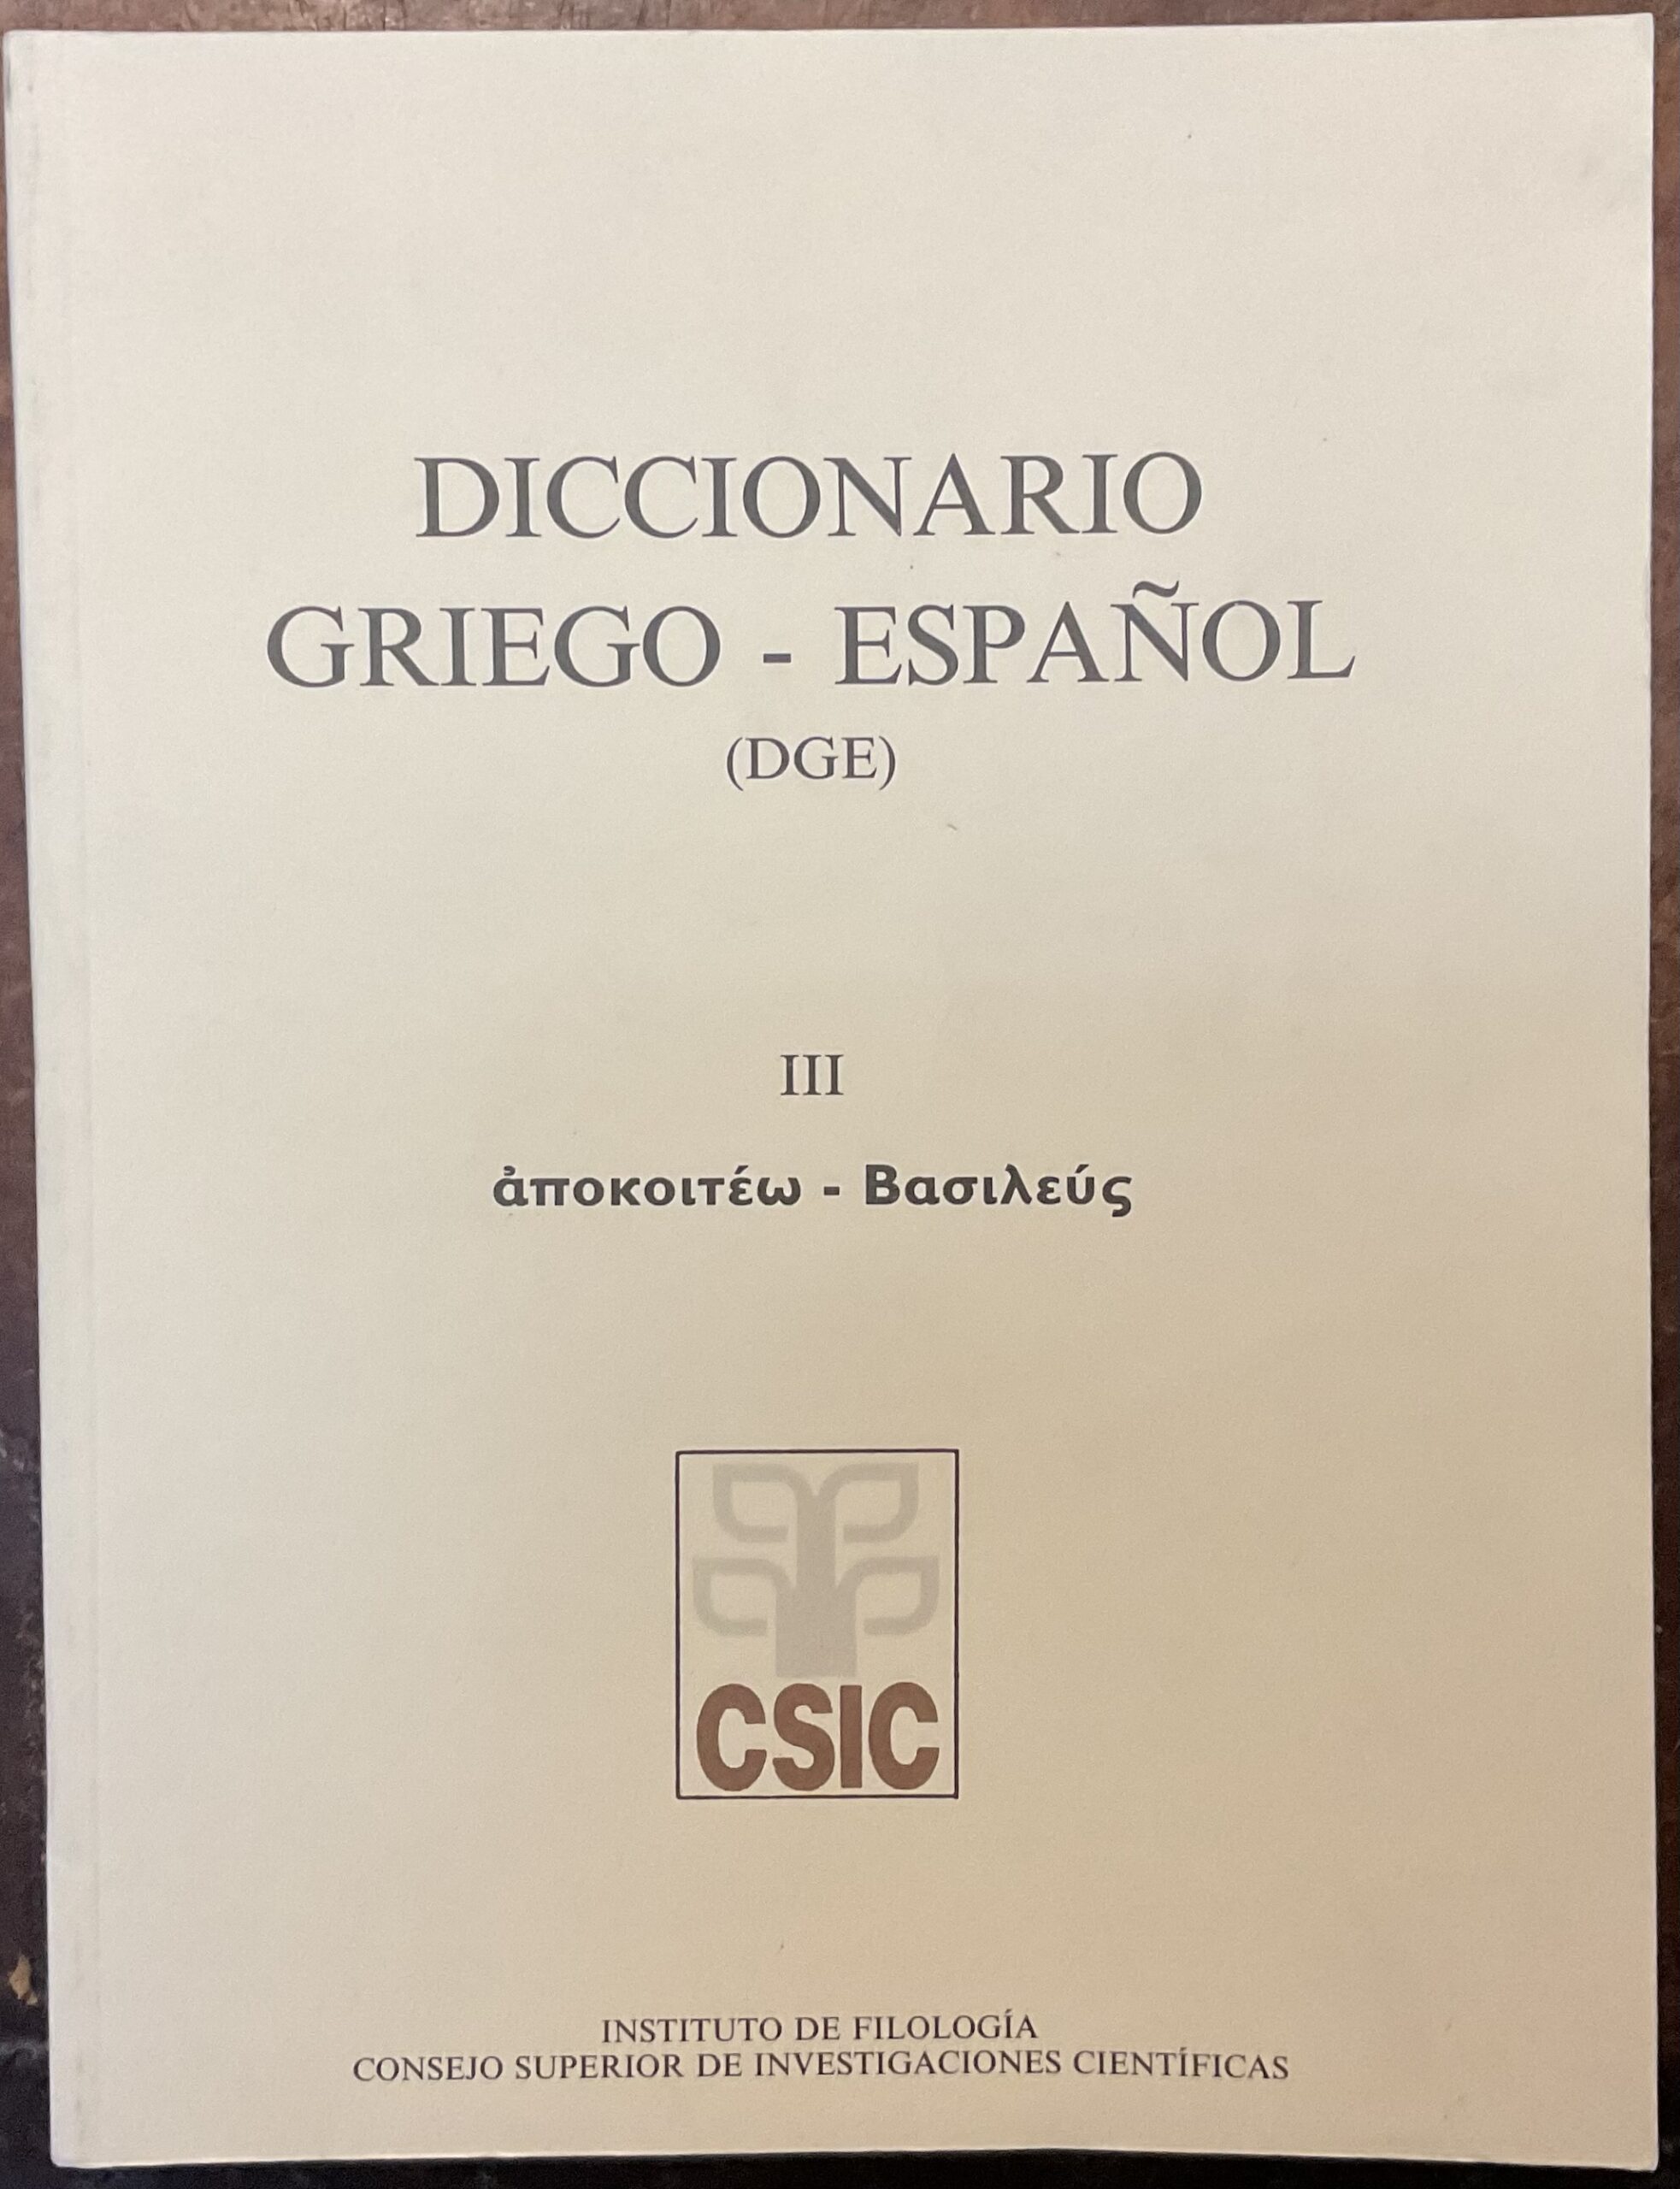 DICCIONARIO
GRIEGO - ESPAÑOL
(DGE)
III
ἀποκοιτέω - Βασιλεύς
CSIC
INSTITUTO DE FILOLOGÍA
CONSEJO SUPERIOR DE INVESTIGACIONES CIENTÍFICAS